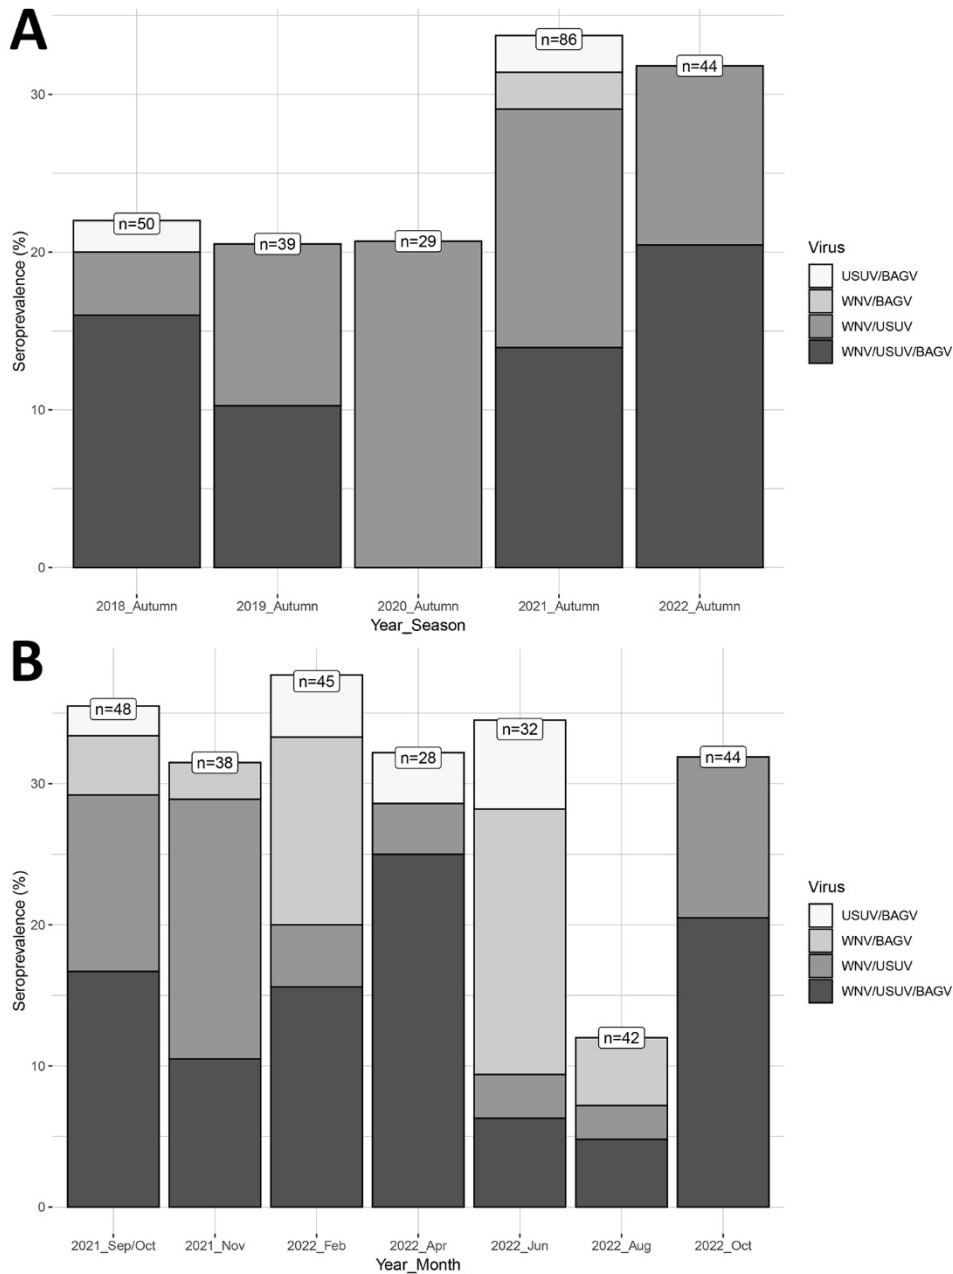 A
Seroprevalence (%)
30
20
10
0
n=50
n=39
n=29
n=86
n=44
2018_Autumn
2019_Autumn
2020_Autumn
2021_Autumn
2022_Autumn
Year_Season
Virus
USUV/BAGV
WNV/BAGV
WNV/USUV
WNV/USUV/BAGV
B
Seroprevalence (%)
30
20
10
0
n=48
n=38
n=45
n=28
n=32
n=42
n=44
2021_Sep/Oct
2021_Nov
2022_Feb
2022_Apr
2022_Jun
2022_Aug
2022_Oct
Year_Month
Virus
USUV/BAGV
WNV/BAGV
WNV/USUV
WNV/USUV/BAGV